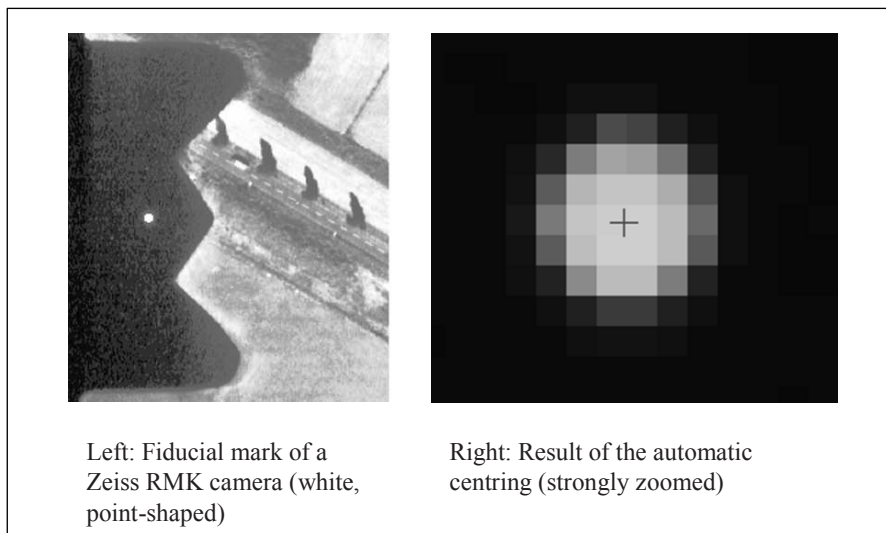 Left: Fiducial mark of a
Zeiss RMK camera (white,
point-shaped)
Right: Result of the automatic
centring (strongly zoomed)